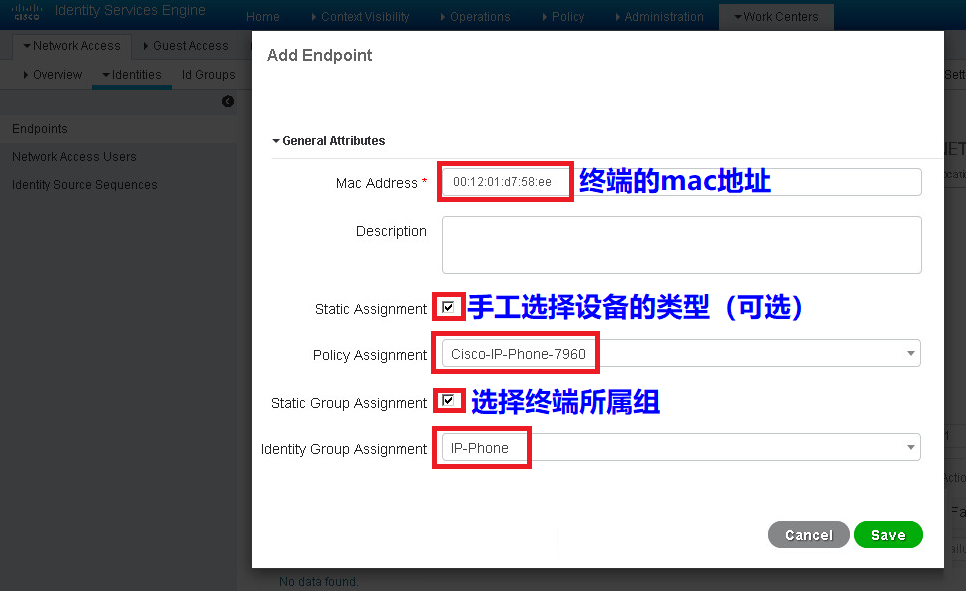 cisco Identity Services Engine Home Context Visibility Operations Policy Administration Work Centers
Network Access Guest Access
Overview Identities Id Groups
Endpoints
Network Access Users
Identity Source Sequences
Add Endpoint
General Attributes
Mac Address * 00:12:01:d7:58:ee 终端的mac地址
Description
Static Assignment 手工选择设备的类型（可选）
Policy Assignment Cisco-IP-Phone-7960
Static Group Assignment 选择终端所属组
Identity Group Assignment IP-Phone
Cancel Save
No data found.